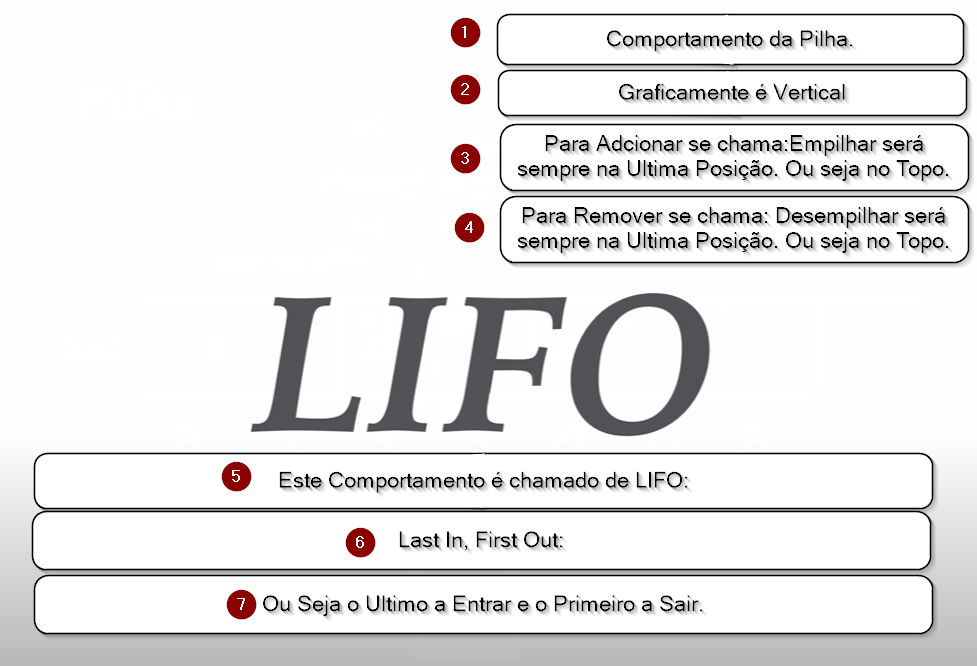 1 Comportamento da Pilha.
2 Graficamente é Vertical
3 Para Adcionar se chama:Empilhar será
sempre na Ultima Posição. Ou seja no Topo.
4 Para Remover se chama: Desempilhar será
sempre na Ultima Posição. Ou seja no Topo.
LIFO
5 Este Comportamento é chamado de LIFO:
6 Last In, First Out:
7 Ou Seja o Ultimo a Entrar e o Primeiro a Sair.